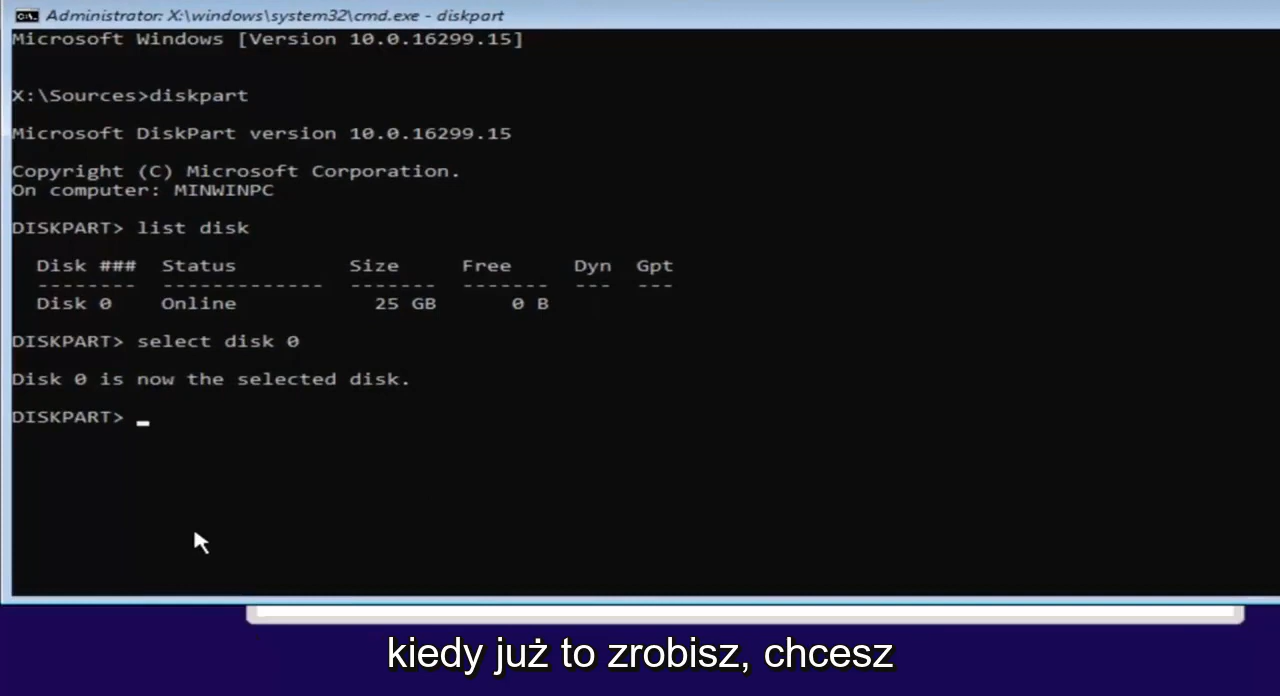 Administrator: X:\windows\system32\cmd.exe - diskpart
Microsoft Windows [Version 10.0.16299.15]
X:\Sources>diskpart
Microsoft DiskPart version 10.0.16299.15
Copyright (C) Microsoft Corporation.
On computer: MINWINPC
DISKPART> list disk
Disk ### Status Size Free Dyn Gpt
-------- ------------- ------- ------- --- ---
Disk 0 Online 25 GB 0 B
DISKPART> select disk 0
Disk 0 is now the selected disk.
DISKPART> _
kiedy już to zrobisz, chcesz